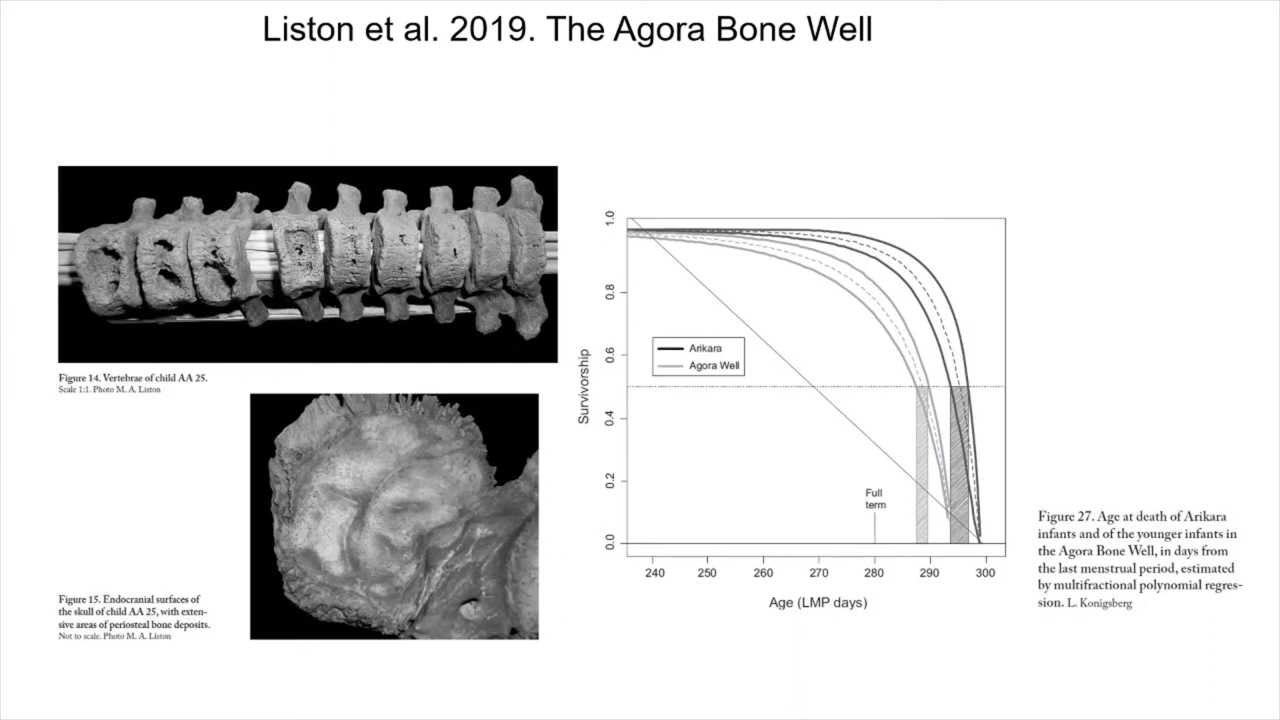 Liston et al. 2019. The Agora Bone Well
Figure 14. Vertebrae of child AA 25.
Scale 1:1. Photo M. A. Liston
Figure 15. Endocranial surfaces of
the skull of child AA 25, with exten-
sive areas of periosteal bone deposits.
Not to scale. Photo M. A. Liston
Survivorship
1.0
0.8
0.6
0.4
0.2
0.0
Arikara
Agora Well
Full
term
240 250 260 270 280 290 300
Age (LMP days)
Figure 27. Age at death of Arikara
infants and of the younger infants in
the Agora Bone Well, in days from
the last menstrual period, estimated
by multifractional polynomial regres-
sion. L. Konigsberg